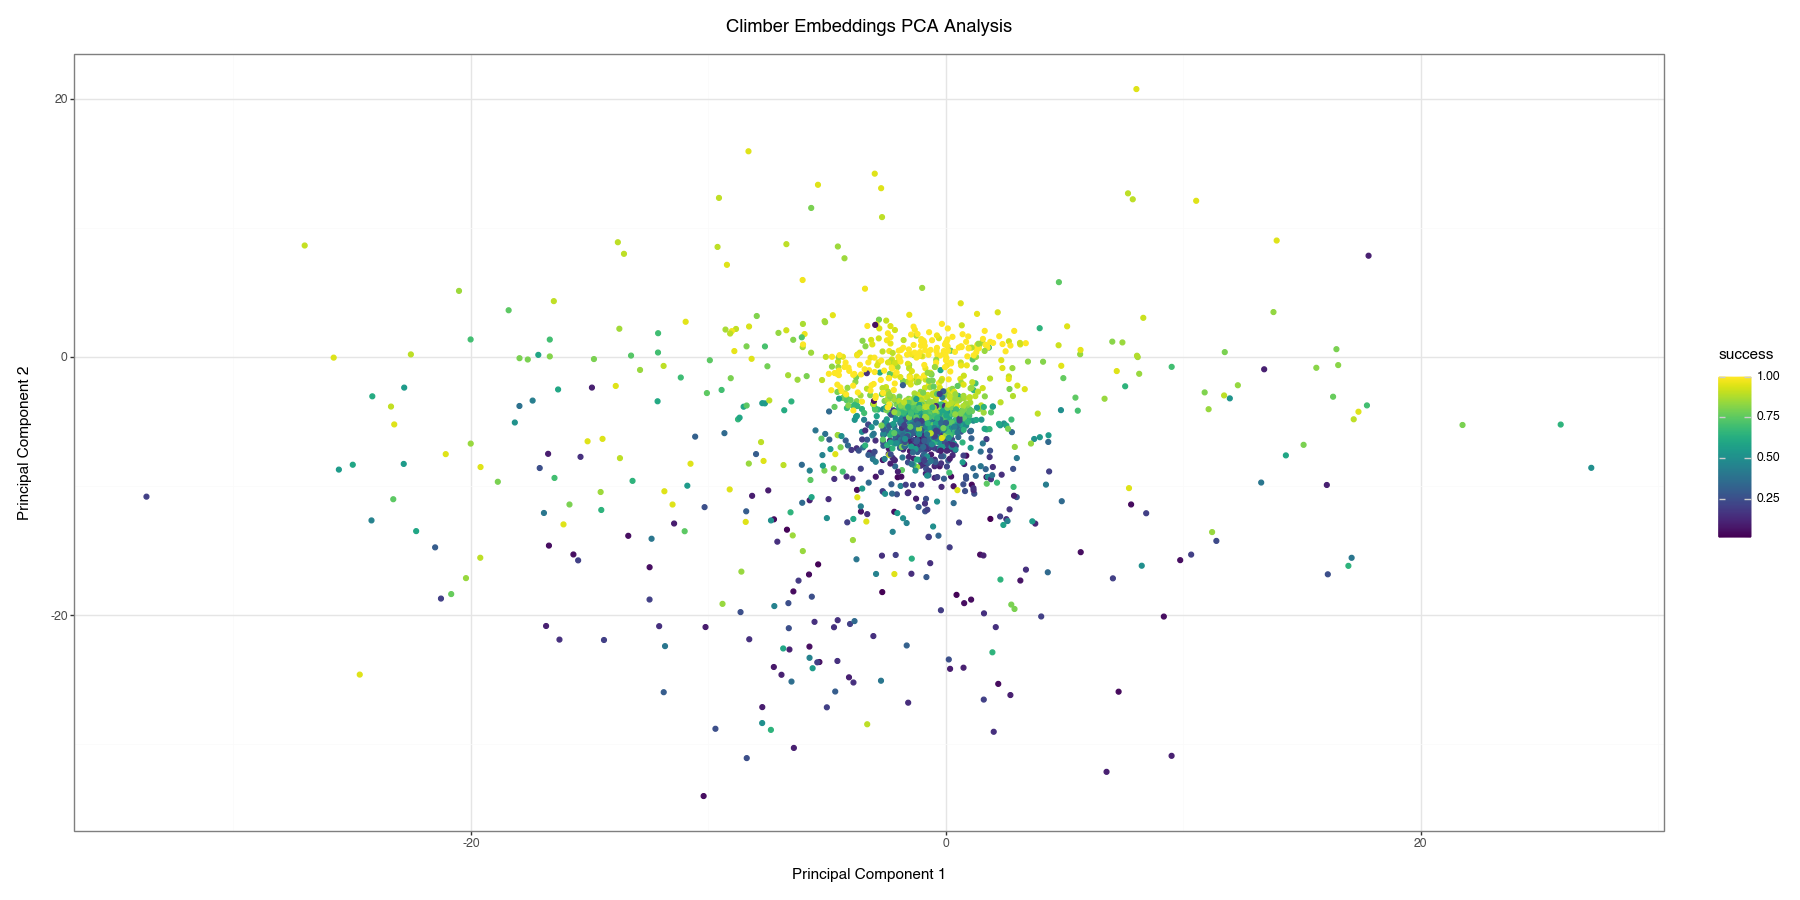 Climber Embeddings PCA Analysis
20
0
-20
-20
0
20
Principal Component 2
Principal Component 1
success
1.00
0.75
0.50
0.25